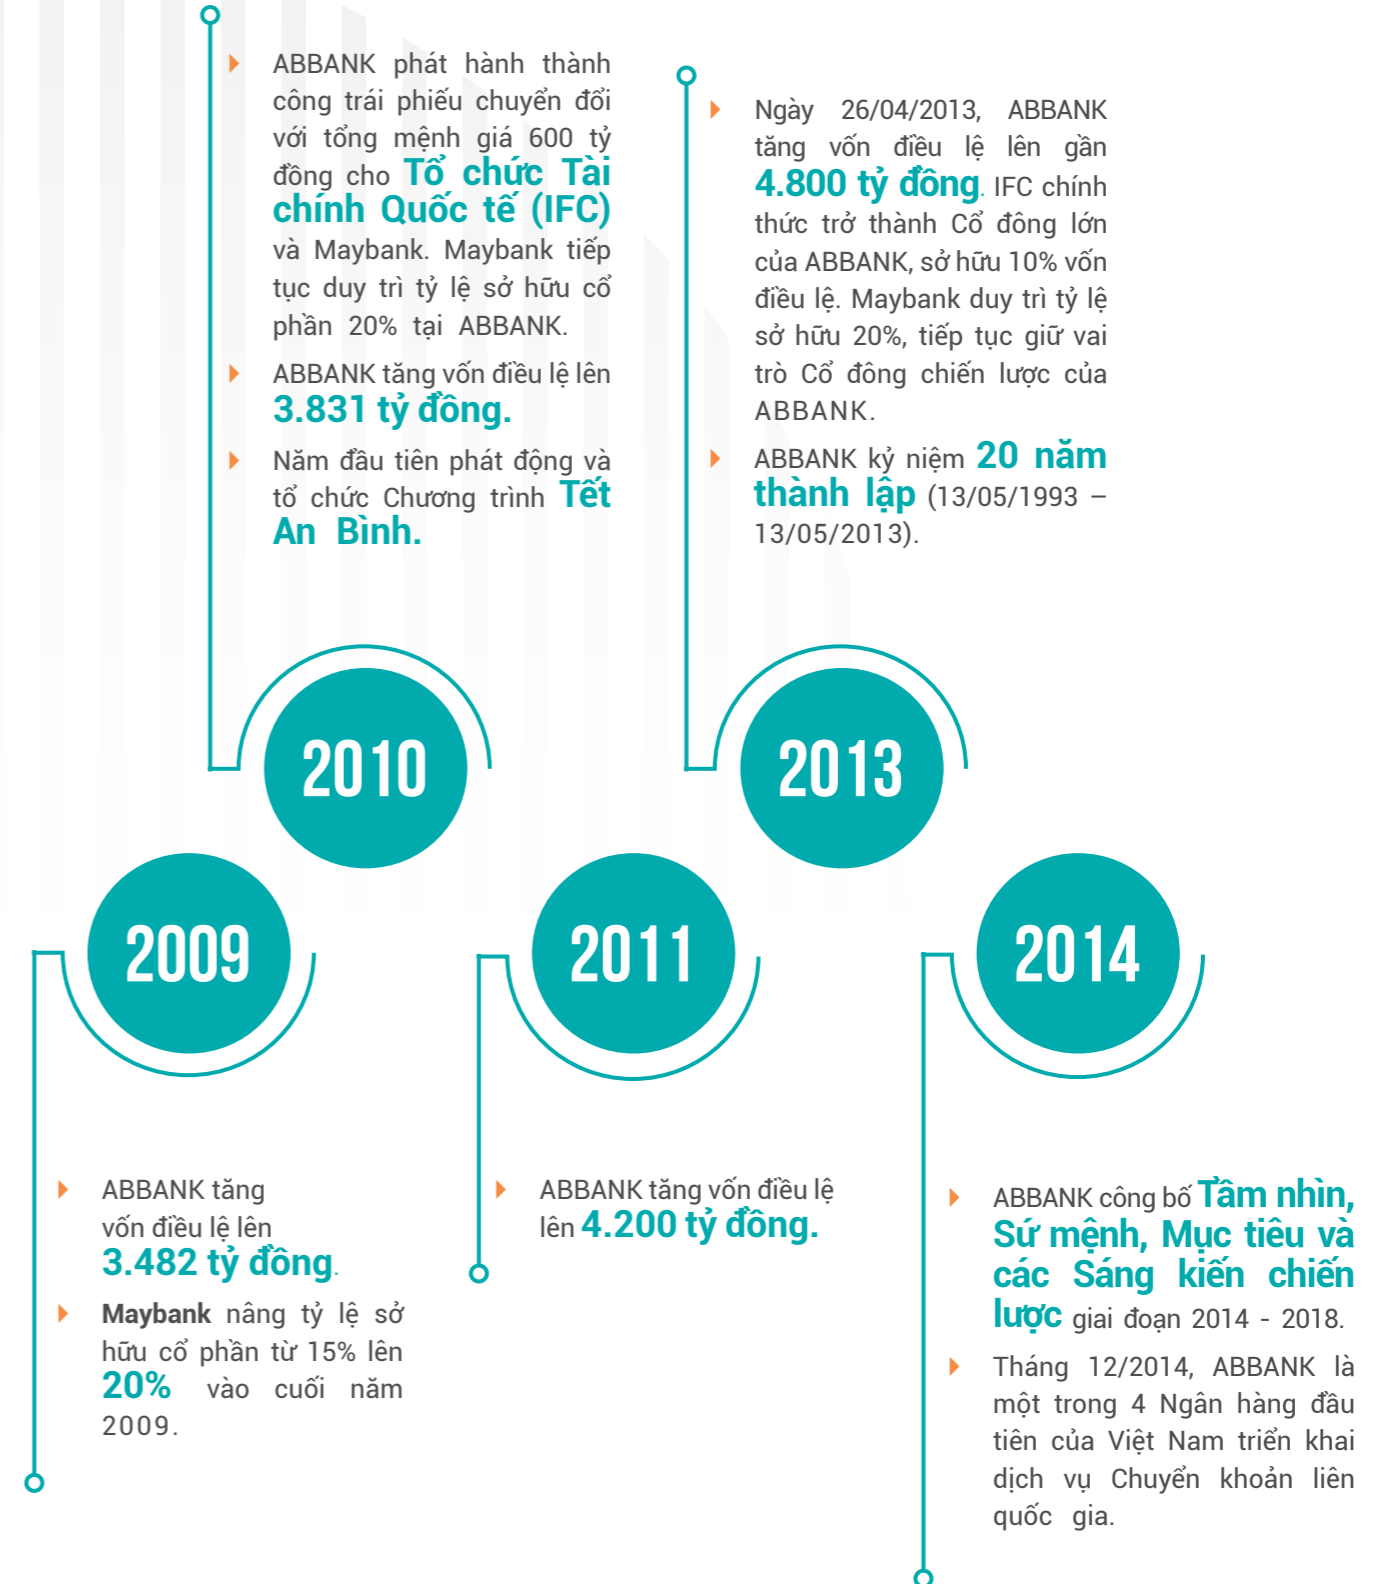 ABBANK phát hành thành
công trái phiếu chuyển đổi
với tổng mệnh giá 600 tỷ
đồng cho Tổ chức Tài
chính Quốc tế (IFC)
và Maybank. Maybank tiếp
tục duy trì tỷ lệ sở hữu cổ
phần 20% tại ABBANK.
ABBANK tăng vốn điều lệ lên
3.831 tỷ đồng.
Năm đầu tiên phát động và
tổ chức Chương trình Tết
An Bình.
Ngày 26/04/2013, ABBANK
tăng vốn điều lệ lên gần
4.800 tỷ đồng. IFC chính
thức trở thành Cổ đông lớn
của ABBANK, sở hữu 10% vốn
điều lệ. Maybank duy trì tỷ lệ
sở hữu 20%, tiếp tục giữ vai
trò Cổ đông chiến lược của
ABBANK.
ABBANK kỷ niệm 20 năm
thành lập (13/05/1993 –
13/05/2013).
2010
2013
2009
2011
2014
ABBANK tăng
vốn điều lệ lên
3.482 tỷ đồng.
Maybank nâng tỷ lệ sở
hữu cổ phần từ 15% lên
20% vào cuối năm
2009.
ABBANK tăng vốn điều lệ
lên 4.200 tỷ đồng.
ABBANK công bố Tầm nhìn,
Sứ mệnh, Mục tiêu và
các Sáng kiến chiến
lược giai đoạn 2014 - 2018.
Tháng 12/2014, ABBANK là
một trong 4 Ngân hàng đầu
tiên của Việt Nam triển khai
dịch vụ Chuyển khoản liên
quốc gia.